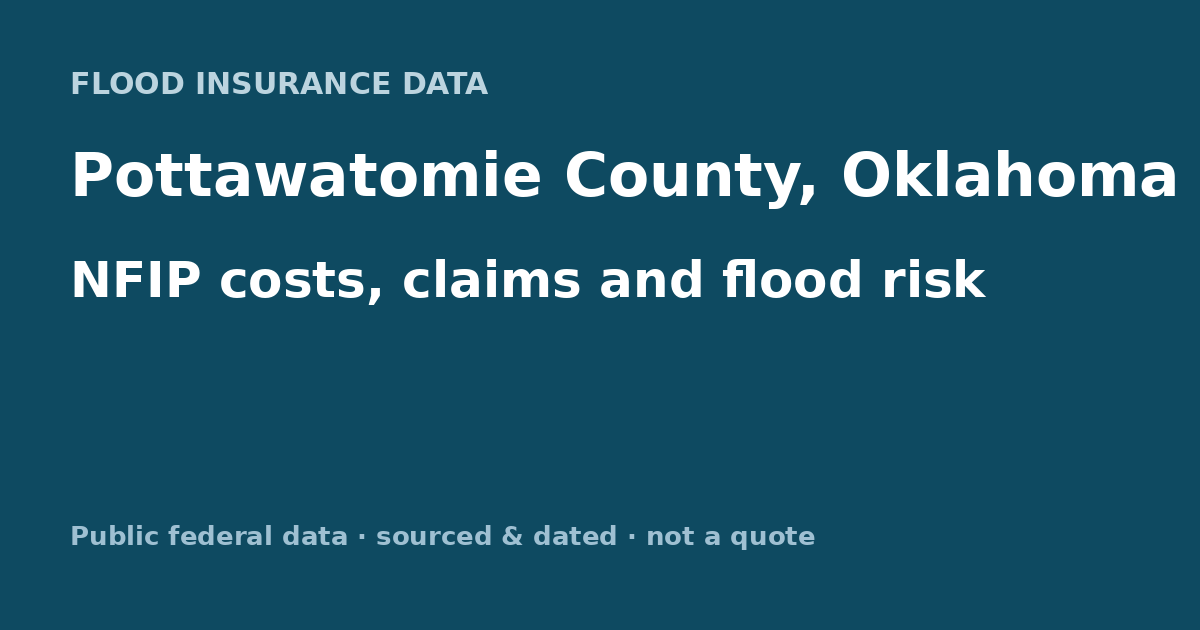 FLOOD INSURANCE DATA
Pottawatomie County, Oklahoma
NFIP costs, claims and flood risk
Public federal data · sourced & dated · not a quote